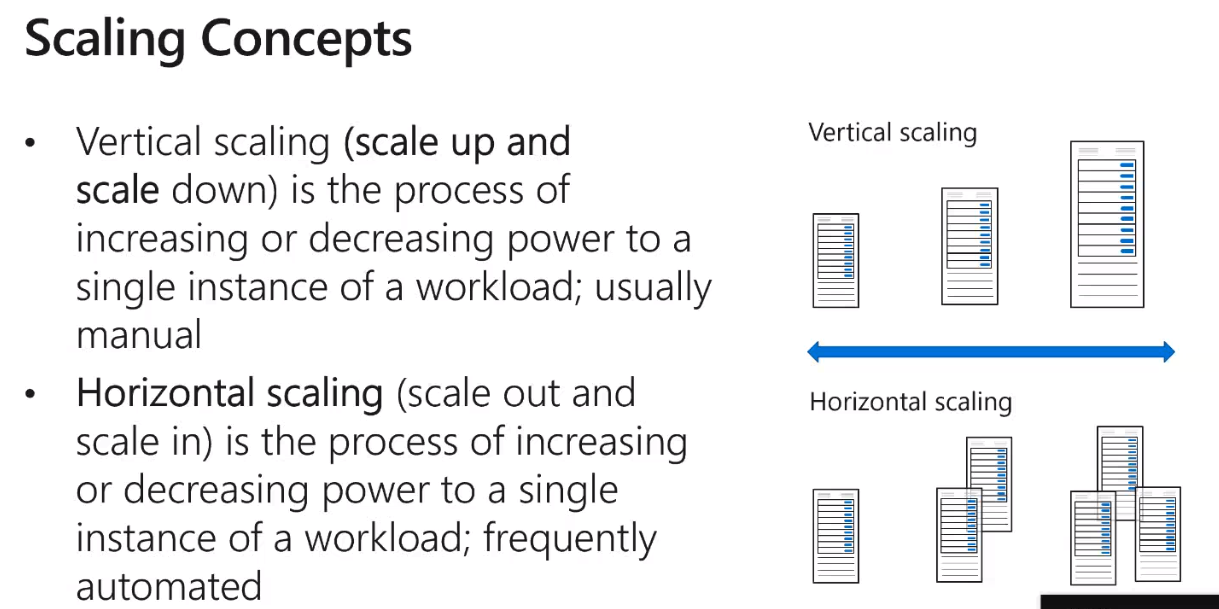 Scaling Concepts
• Vertical scaling (scale up and
scale down) is the process of
increasing or decreasing power to a
single instance of a workload; usually
manual
• Horizontal scaling (scale out and
scale in) is the process of increasing
or decreasing power to a single
instance of a workload; frequently
automated
Vertical scaling
Horizontal scaling